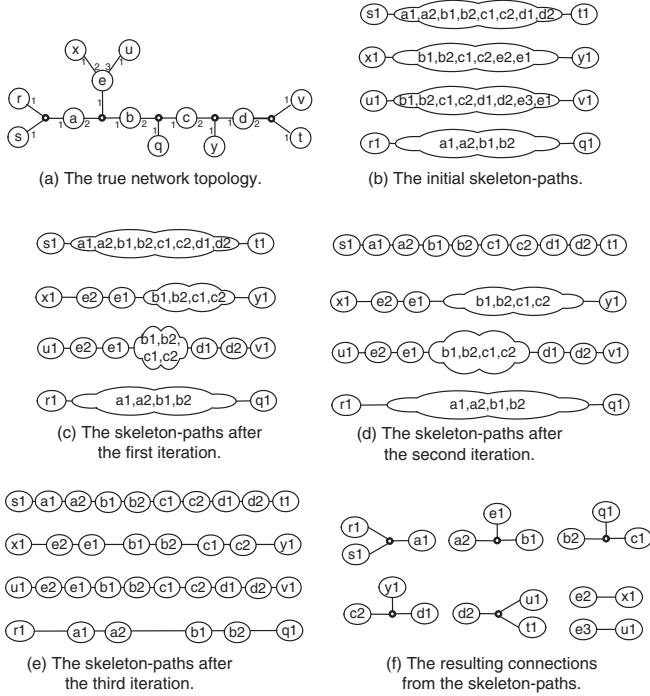 x
u
2
3
1
1
e
r
1
1
v
1
a
2
1
b
2
1
c
2
1
d
2
s
1
1
q
1
y
1
t
(a) The true network topology.
s1 a1,a2,b1,b2,c1,c2,d1,d2 t1
x1 b1,b2,c1,c2,e2,e1 y1
u1 b1,b2,c1,c2,d1,d2,e3,e1 v1
r1 a1,a2,b1,b2 q1
(b) The initial skeleton-paths.
s1 a1,a2,b1,b2,c1,c2,d1,d2 t1
x1 e2 e1 b1,b2,c1,c2 y1
u1 e2 e1 b1,b2, c1,c2 d1 d2 v1
r1 a1,a2,b1,b2 q1
(c) The skeleton-paths after
the first iteration.
s1 a1 a2 b1 b2 c1 c2 d1 d2 t1
x1 e2 e1 b1,b2,c1,c2 y1
u1 e2 e1 b1,b2,c1,c2 d1 d2 v1
r1 a1,a2,b1,b2 q1
(d) The skeleton-paths after
the second iteration.
s1 a1 a2 b1 b2 c1 c2 d1 d2 t1
x1 e2 e1 b1 b2 c1 c2 y1
u1 e2 e1 b1 b2 c1 c2 d1 d2 v1
r1 a1 a2 b1 b2 q1
(e) The skeleton-paths after
the third iteration.
r1
s1
a1
e1
a2 b1
q1
b2 c1
y1
c2 d1
d2
u1
t1
e2 x1
e3 u1
(f) The resulting connections
from the skeleton-paths.